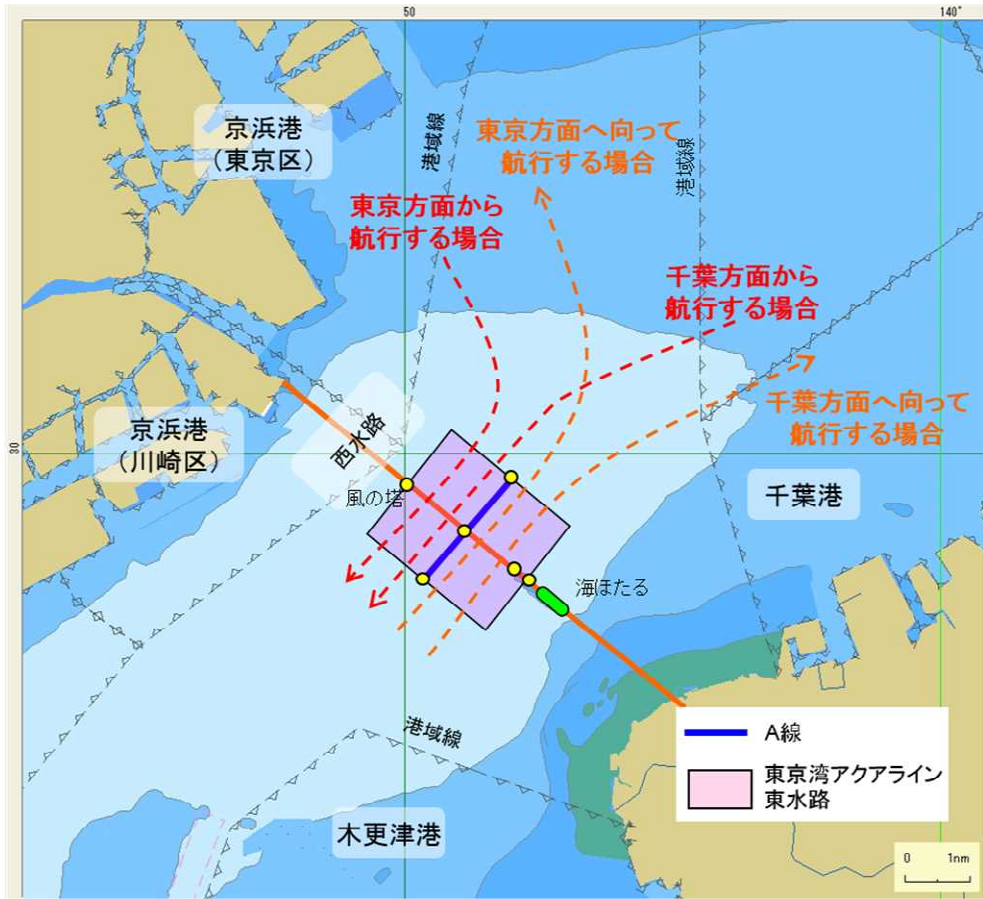 50
140°
京浜港
（東京区）
港域線
東京方面へ向って
航行する場合
港域線
東京方面から
航行する場合
千葉方面から
航行する場合
千葉方面へ向って
航行する場合
京浜港
（川崎区）
30
西水路
風の塔
千葉港
海ほたる
港域線
木更津港
A線
東京湾アクアライン
東水路
0 1nm